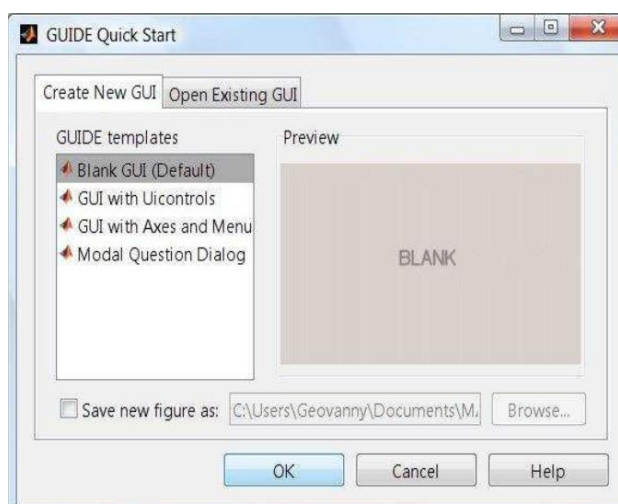 GUIDE Quick Start
Create New GUI
Open Existing GUI
GUIDE templates
Preview
Blank GUI (Default)
GUI with Uicontrols
GUI with Axes and Menu
Modal Question Dialog
BLANK
Save new figure as:
C:\Users\Geovanny\Documents\M
Browse...
OK
Cancel
Help